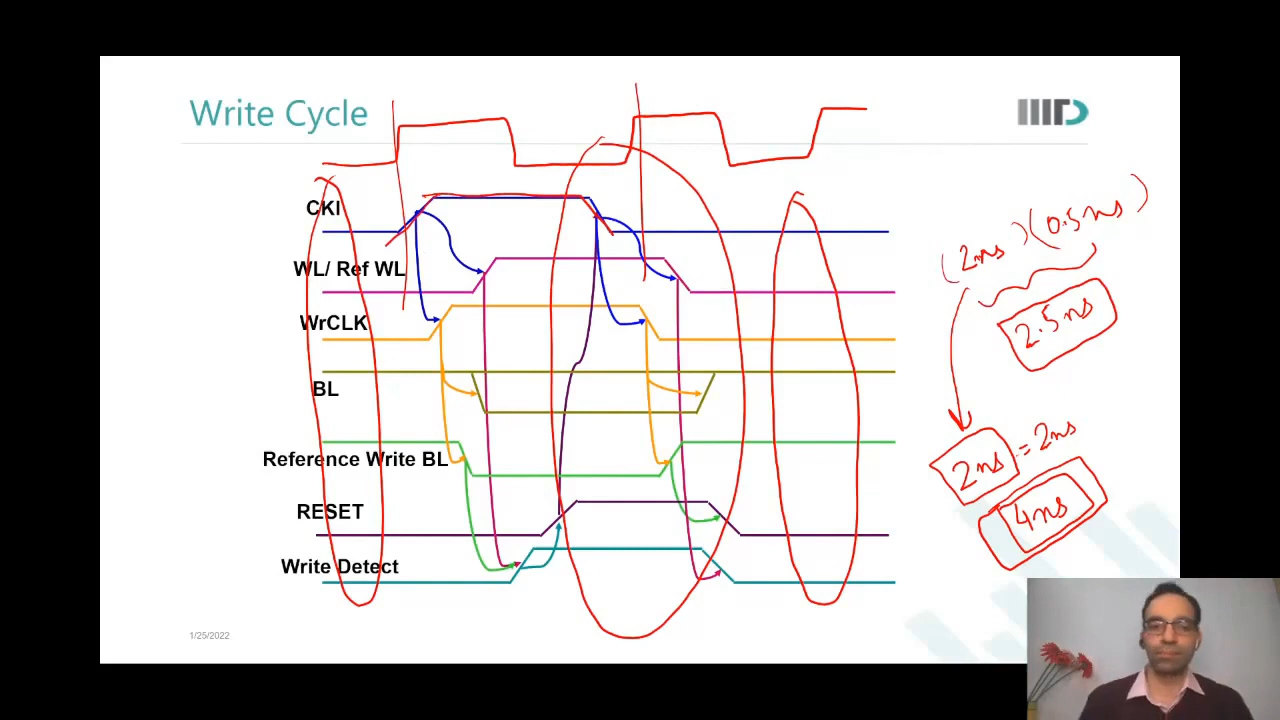 Write Cycle
IIITD
CKI
WL/ Ref WL
WrCLK
BL
Reference Write BL
RESET
Write Detect
(2ns)(0.5ns)
2.5ns
2ns = 2ns
4ns
1/25/2022